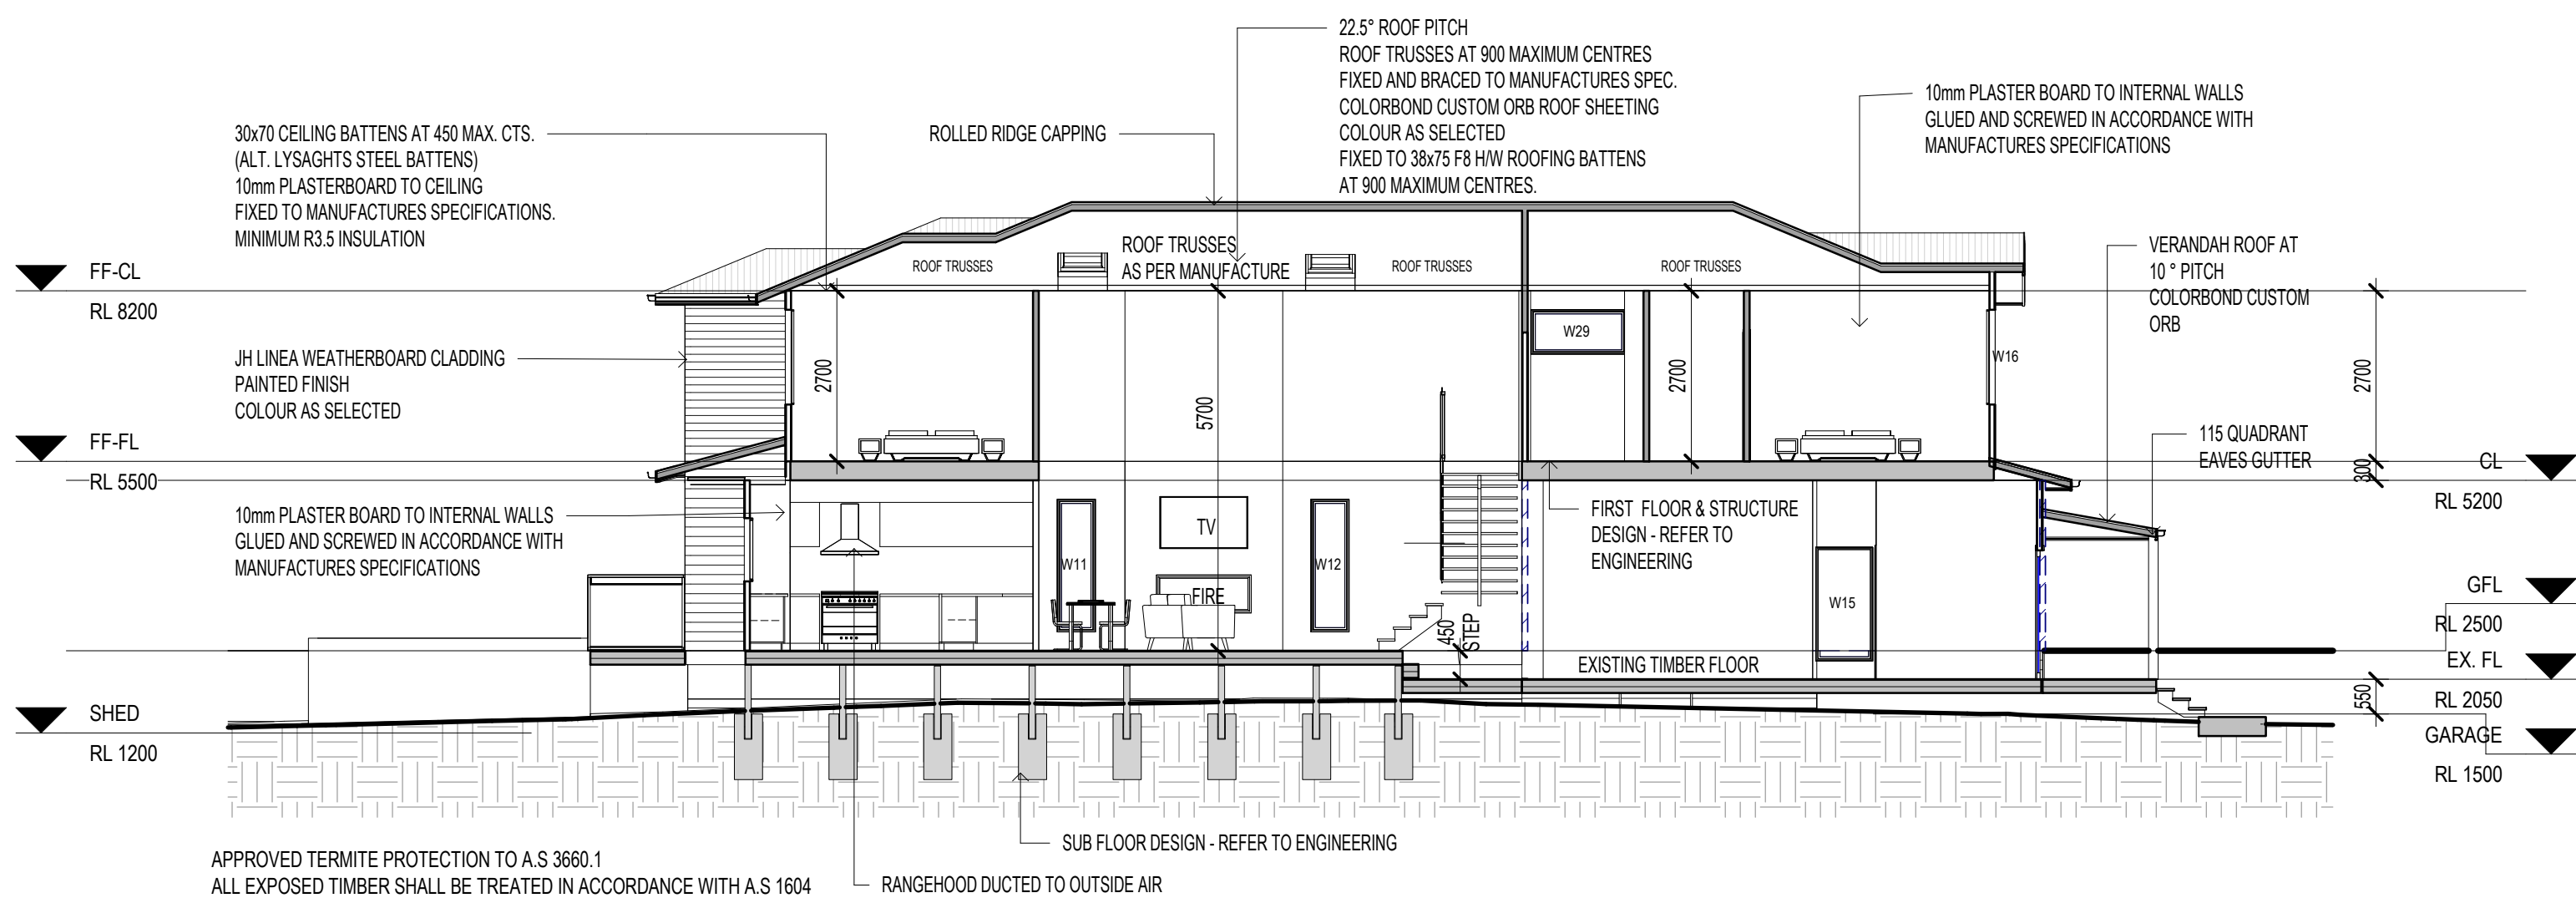 22.5° ROOF PITCH
ROOF TRUSSES AT 900 MAXIMUM CENTRES
FIXED AND BRACED TO MANUFACTURES SPEC.
COLORBOND CUSTOM ORB ROOF SHEETING
COLOUR AS SELECTED
FIXED TO 38x75 F8 H/W ROOFING BATTENS
AT 900 MAXIMUM CENTRES.
10mm PLASTER BOARD TO INTERNAL WALLS
GLUED AND SCREWED IN ACCORDANCE WITH
MANUFACTURES SPECIFICATIONS
30x70 CEILING BATTENS AT 450 MAX. CTS.
(ALT. LYSAGHTS STEEL BATTENS)
10mm PLASTERBOARD TO CEILING
FIXED TO MANUFACTURES SPECIFICATIONS.
MINIMUM R3.5 INSULATION
ROLLED RIDGE CAPPING
VERANDAH ROOF AT
10 ° PITCH
COLORBOND CUSTOM
ORB
ROOF TRUSSES
AS PER MANUFACTURE
ROOF TRUSSES
ROOF TRUSSES
ROOF TRUSSES
FF-CL
RL 8200
W29
W16
JH LINEA WEATHERBOARD CLADDING
PAINTED FINISH
COLOUR AS SELECTED
2700
5700
2700
2700
FF-FL
RL 5500
115 QUADRANT
EAVES GUTTER
300
CL
RL 5200
10mm PLASTER BOARD TO INTERNAL WALLS
GLUED AND SCREWED IN ACCORDANCE WITH
MANUFACTURES SPECIFICATIONS
FIRST FLOOR & STRUCTURE
DESIGN - REFER TO
ENGINEERING
TV
W11
W12
FIRE
W15
450
STEP
GFL
RL 2500
EXISTING TIMBER FLOOR
EX. FL
RL 2050
550
SHED
RL 1200
GARAGE
RL 1500
SUB FLOOR DESIGN - REFER TO ENGINEERING
APPROVED TERMITE PROTECTION TO A.S 3660.1
ALL EXPOSED TIMBER SHALL BE TREATED IN ACCORDANCE WITH A.S 1604
RANGEHOOD DUCTED TO OUTSIDE AIR